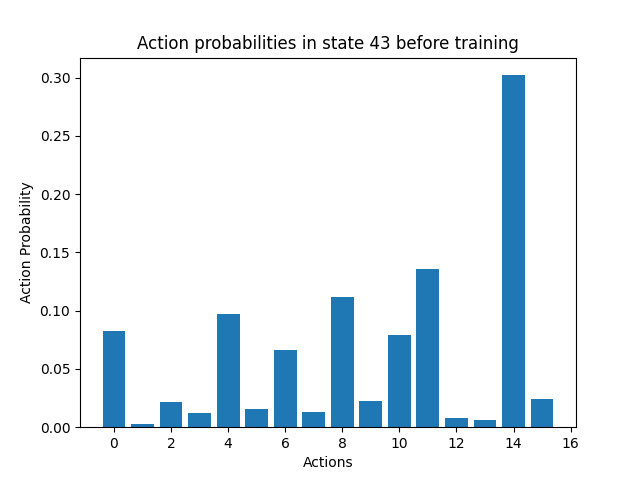 Action probabilities in state 43 before training
0.30
0.25
0.20
0.15
0.10
0.05
0.00
Action Probability
0 2 4 6 8 10 12 14 16
Actions